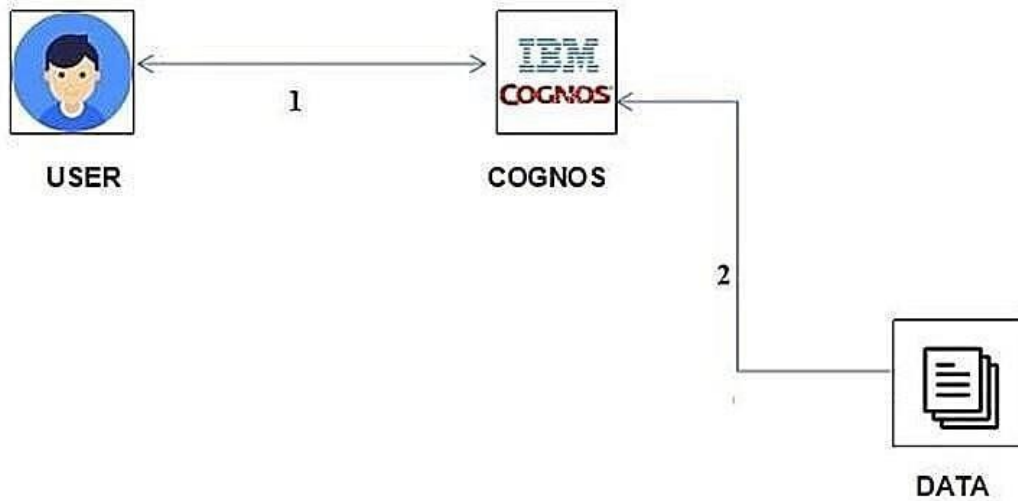 IBM
COGNOS
1
USER
COGNOS
2
DATA